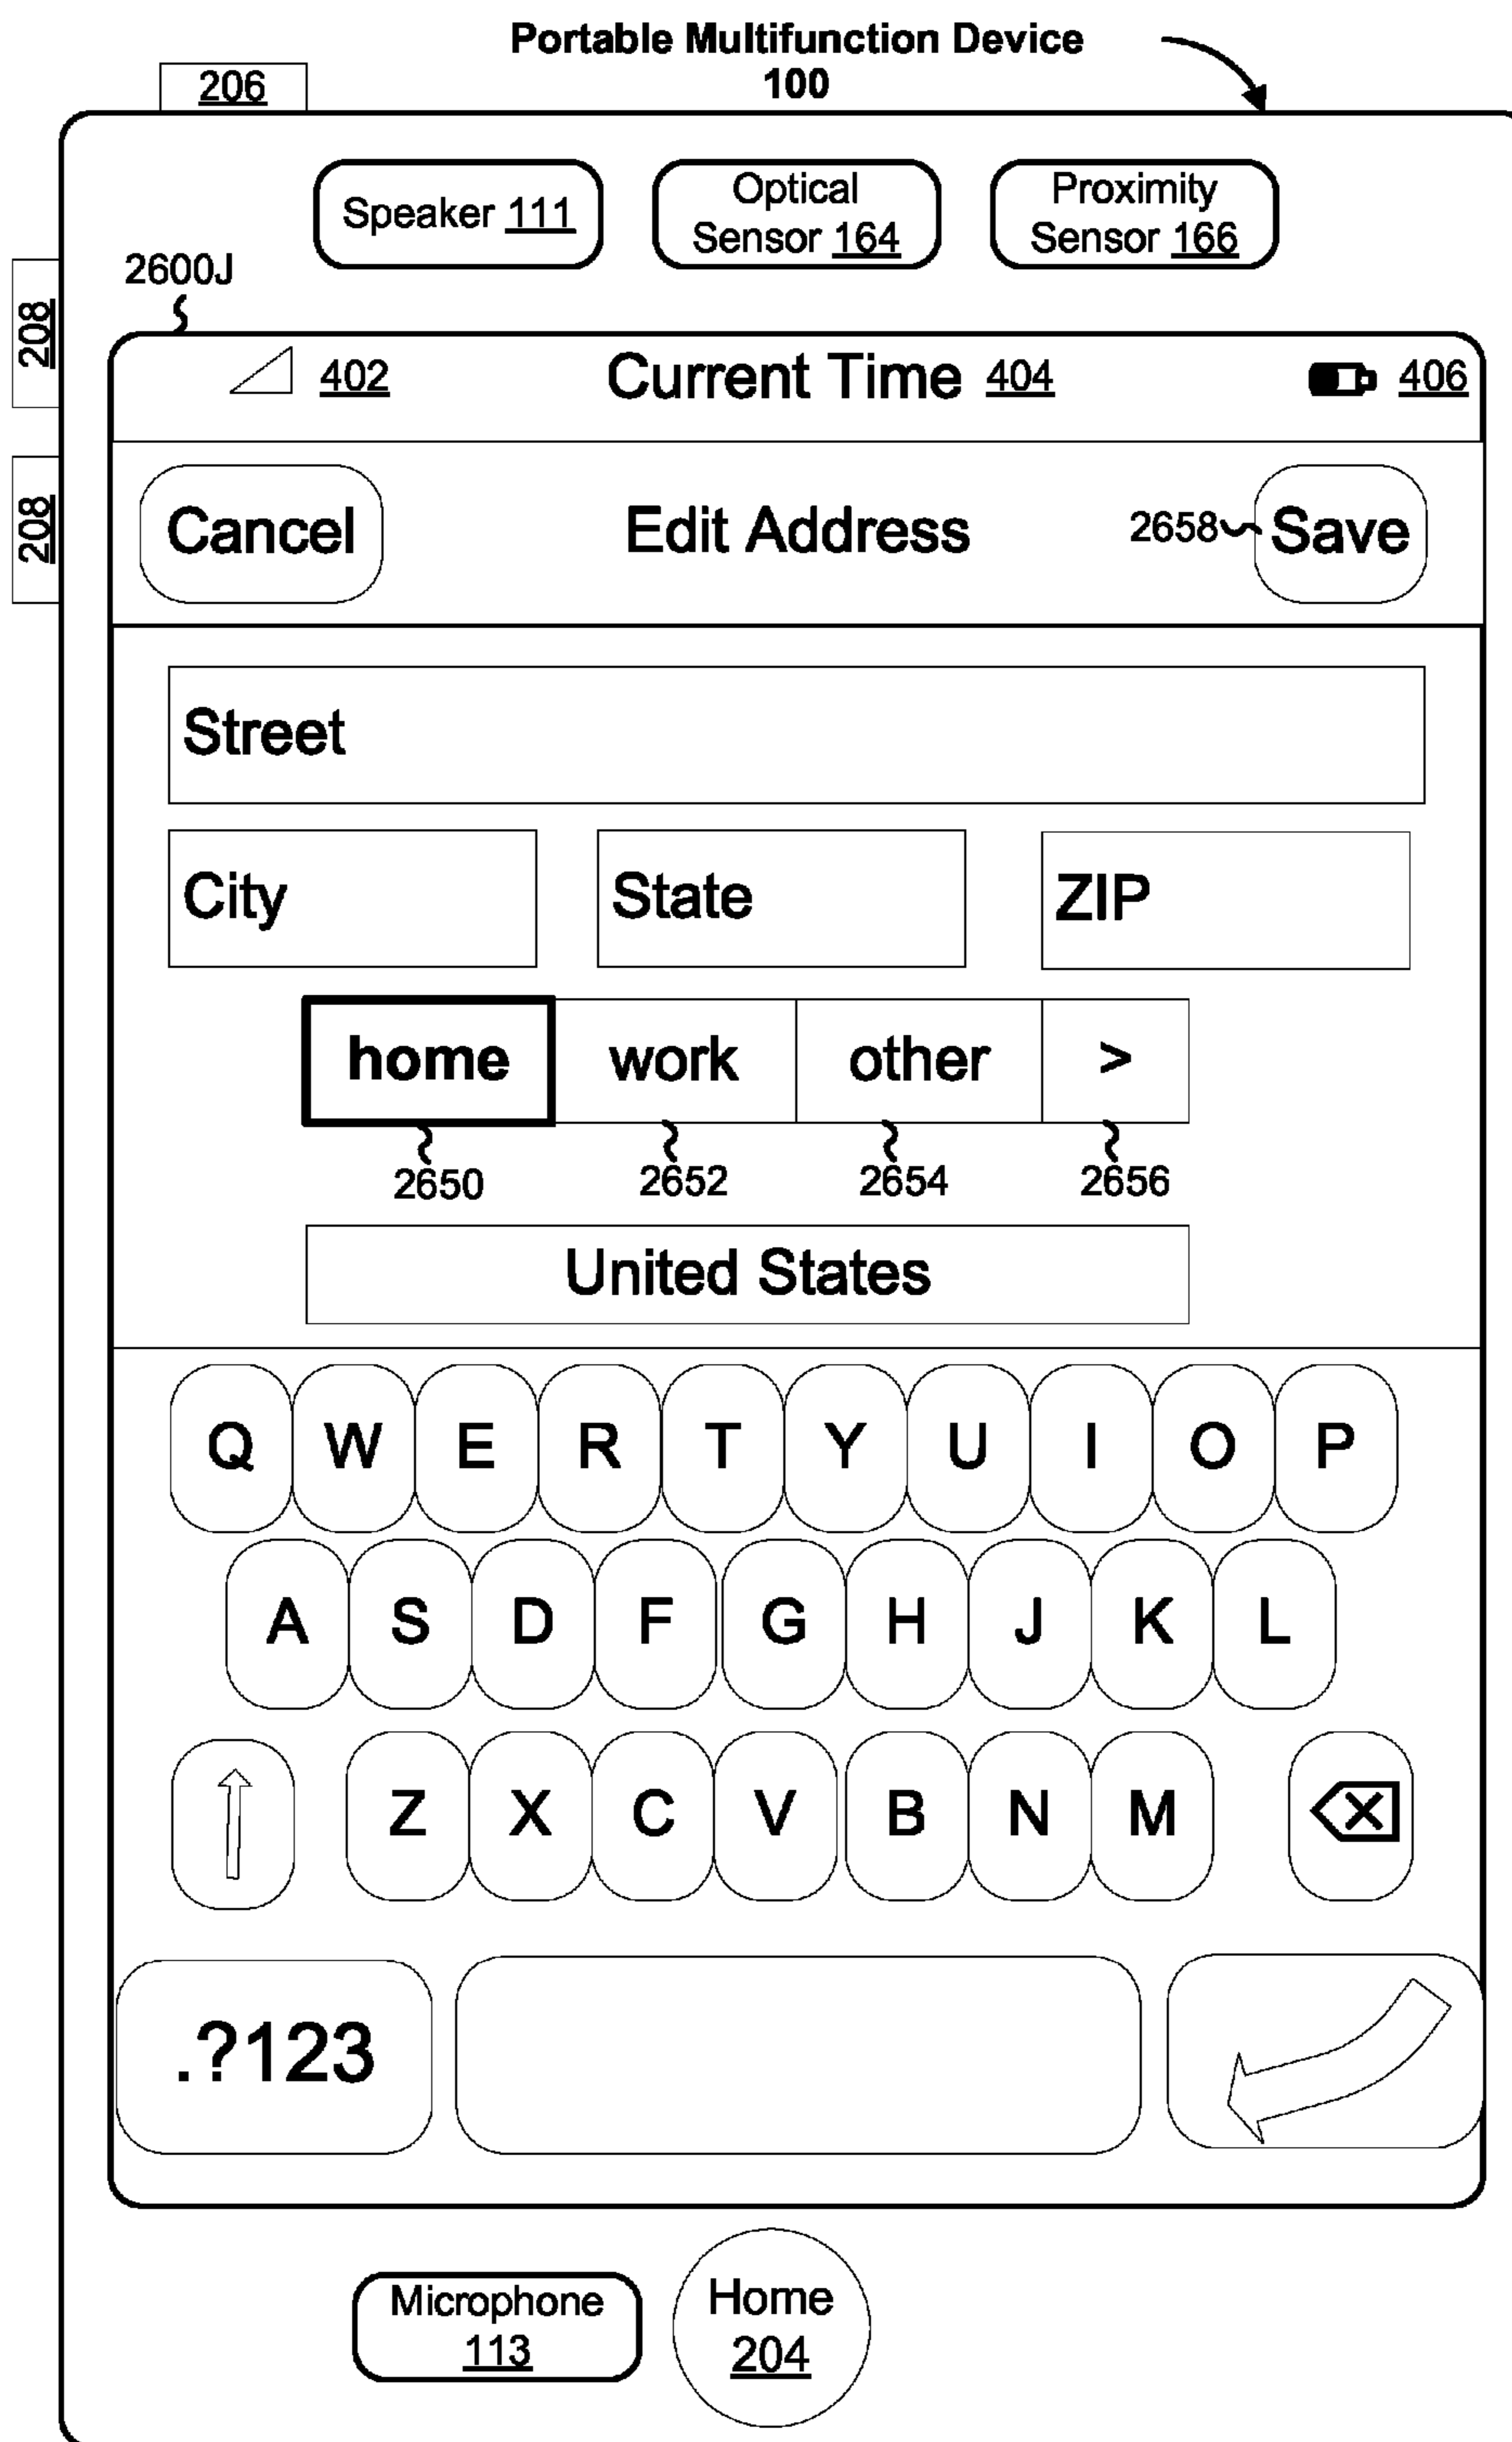 Portable Multifunction Device
100
206
Speaker 111
Optical
Sensor 164
Proximity
Sensor 166
2600J
208
402
Current Time 404
406
208
Cancel
Edit Address
2658
Save
Street
City
State
ZIP
home
work
other
>
2650
2652
2654
2656
United States
Q W E R T Y U I O P
A S D F G H J K L
Z X C V B N M
.?123
Microphone
113
Home
204